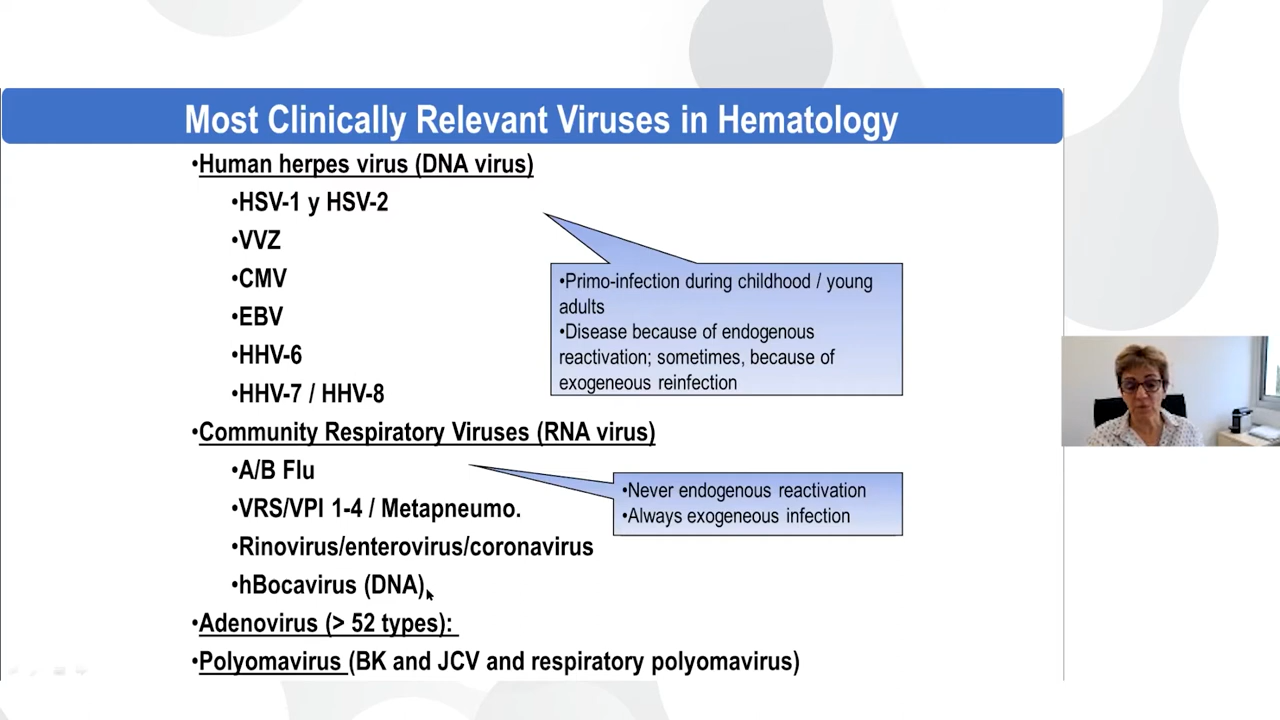 Most Clinically Relevant Viruses in Hematology
•Human herpes virus (DNA virus)
•HSV-1 y HSV-2
•VVZ
•CMV
•EBV
•HHV-6
•HHV-7 / HHV-8
•Primo-infection during childhood / young
adults
•Disease because of endogenous
reactivation; sometimes, because of
exogeneous reinfection
•Community Respiratory Viruses (RNA virus)
•A/B Flu
•VRS/VPI 1-4 / Metapneumo.
•Rinovirus/enterovirus/coronavirus
•hBocavirus (DNA)
•Never endogenous reactivation
•Always exogeneous infection
•Adenovirus (> 52 types):
•Polyomavirus (BK and JCV and respiratory polyomavirus)